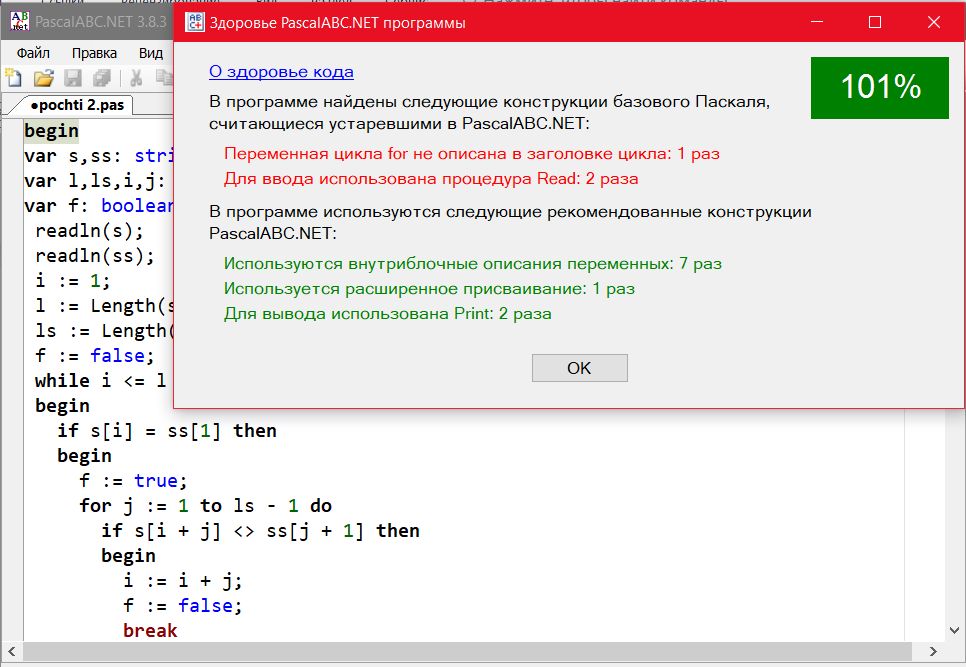 PascalABC.NET 3.8.3
Здоровье PascalABC.NET программы
Файл Правка Вид
•pochti 2.pas
О здоровье кода
101%
В программе найдены следующие конструкции базового Паскаля,
считающиеся устаревшими в PascalABC.NET:
Переменная цикла for не описана в заголовке цикла: 1 раз
Для ввода использована процедура Read: 2 раза
В программе используются следующие рекомендованные конструкции
PascalABC.NET:
Используются внутриблочные описания переменных: 7 раз
Используется расширенное присваивание: 1 раз
Для вывода использована Print: 2 раза
OK
begin
var s,ss: stri
var l,ls,i,j:
var f: boolean
readln(s);
readln(ss);
i := 1;
l := Length(s
ls := Length(
f := false;
while i <= l
begin
if s[i] = ss[1] then
begin
f := true;
for j := 1 to ls - 1 do
if s[i + j] <> ss[j + 1] then
begin
i := i + j;
f := false;
break